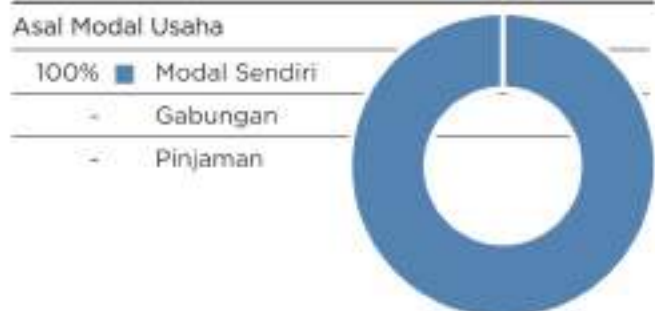 Asal Modal Usaha
100% Modal Sendiri
- Gabungan
- Pinjaman